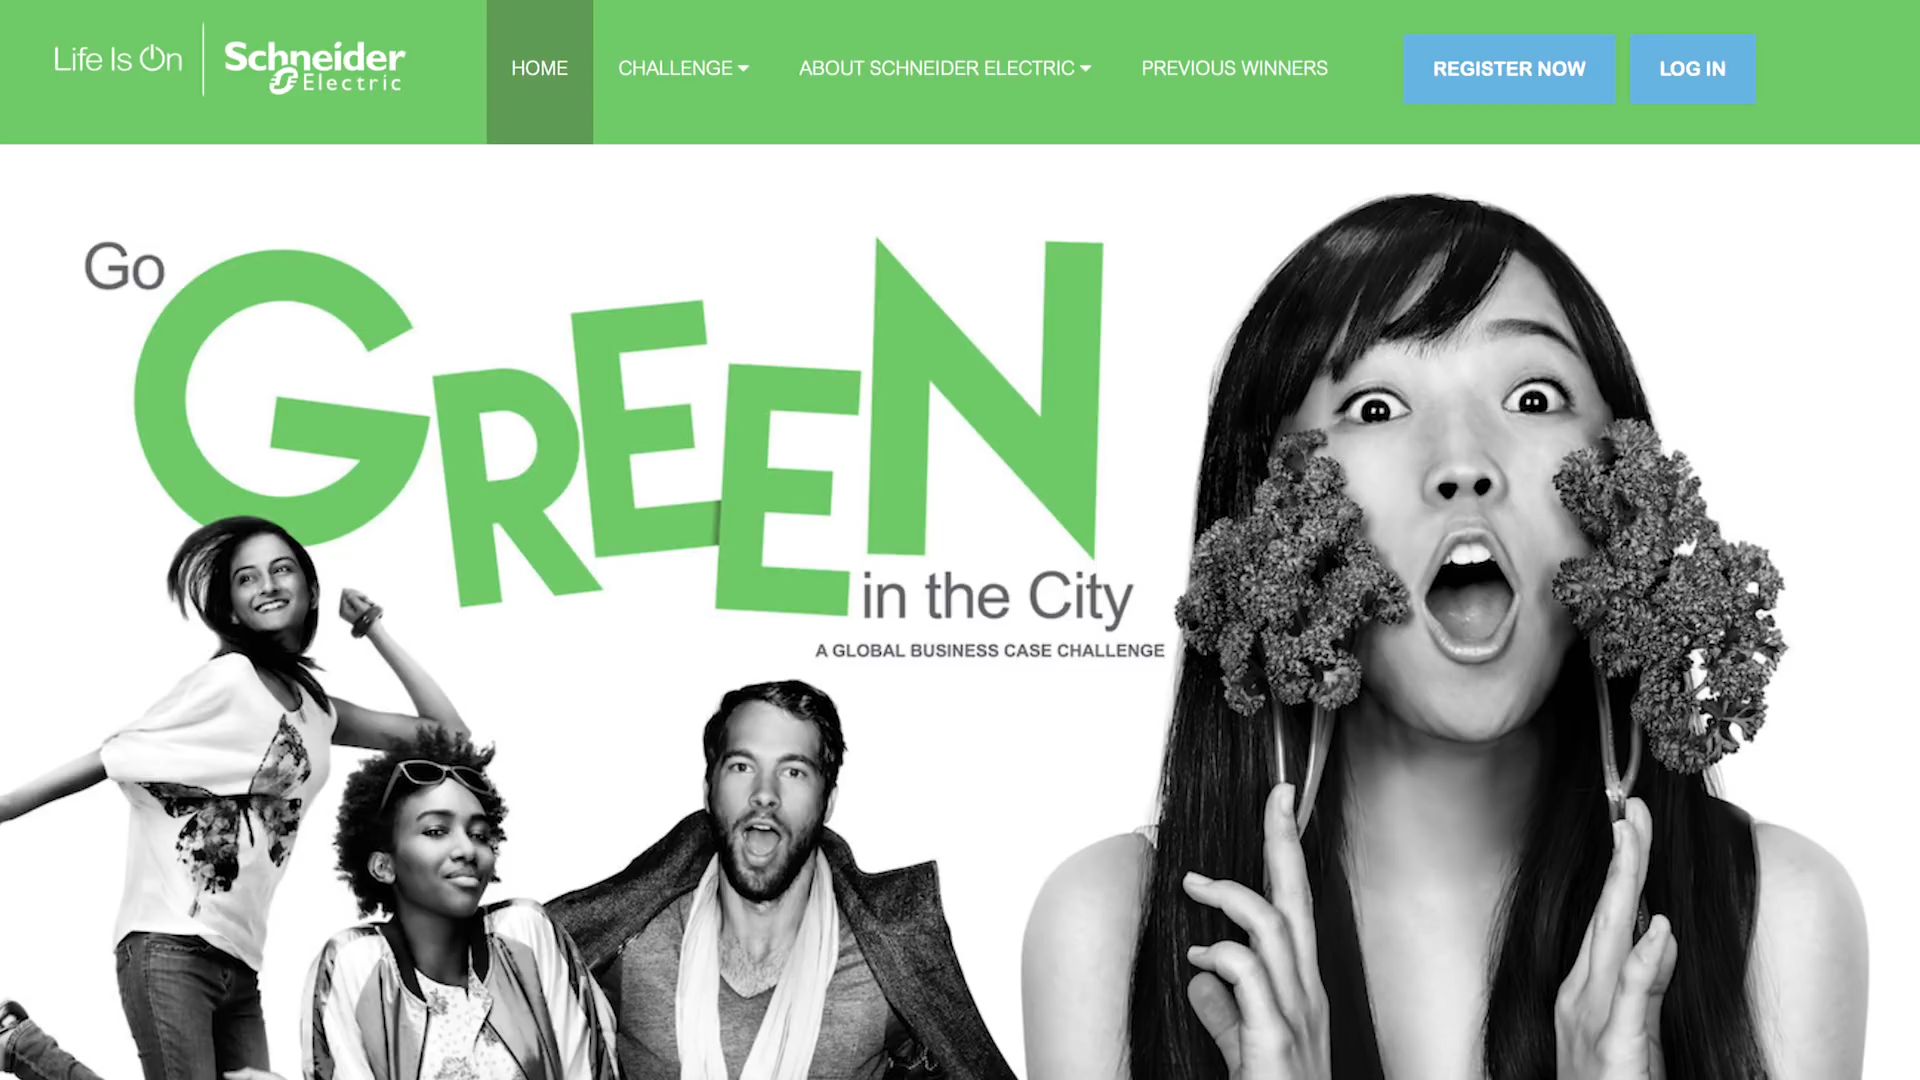 Life Is On
Schneider
Electric
HOME
CHALLENGE
ABOUT SCHNEIDER ELECTRIC
PREVIOUS WINNERS
REGISTER NOW
LOG IN
Go
GREEN
in the City
A GLOBAL BUSINESS CASE CHALLENGE